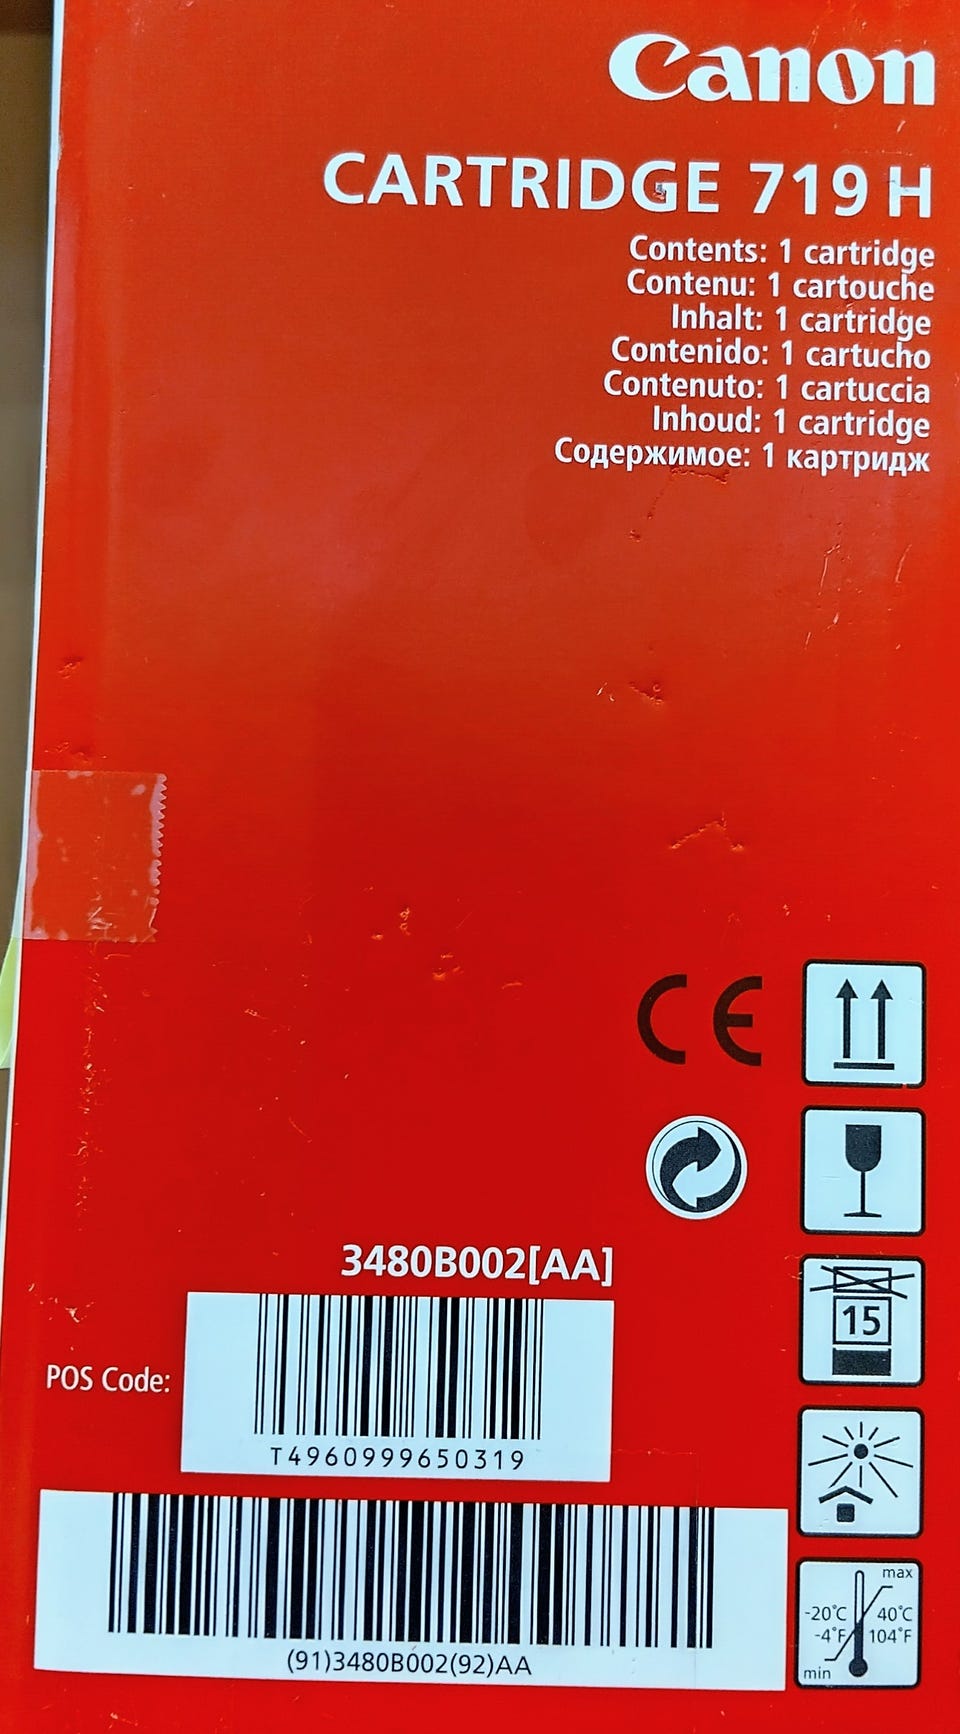 Canon
CARTRIDGE 719 H
Contents: 1 cartridge
Contenu: 1 cartouche
Inhalt: 1 cartridge
Contenido: 1 cartucho
Contenuto: 1 cartuccia
Inhoud: 1 cartridge
Содержимое: 1 картридж
CE
15
3480B002[AA]
POS Code:
T4960999650319
(91)3480B002(92)AA
max
-20°C 40°C
-4°F 104°F
min